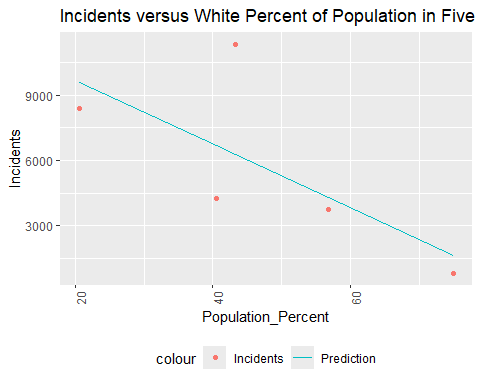 Incidents versus White Percent of Population in Five
Incidents
9000
6000
3000
20
40
60
Population_Percent
colour
Incidents
Prediction